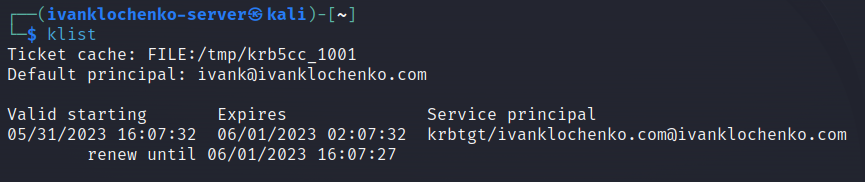 ┌──(ivanklochenko-server㉿kali)-[~]
└─$ klist
Ticket cache: FILE:/tmp/krb5cc_1001
Default principal: ivank@ivanklochenko.com
Valid starting       Expires              Service principal
05/31/2023 16:07:32  06/01/2023 02:07:32  krbtgt/ivanklochenko.com@ivanklochenko.com
        renew until 06/01/2023 16:07:27